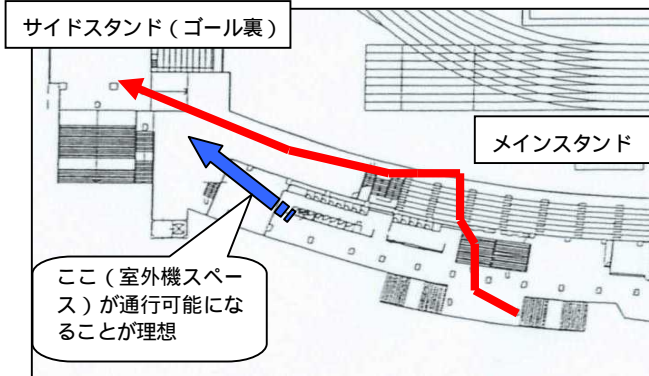 サイドスタンド（ゴール裏）
メインスタンド
ここ（室外機スペー
ス）が通行可能にな
ることが理想